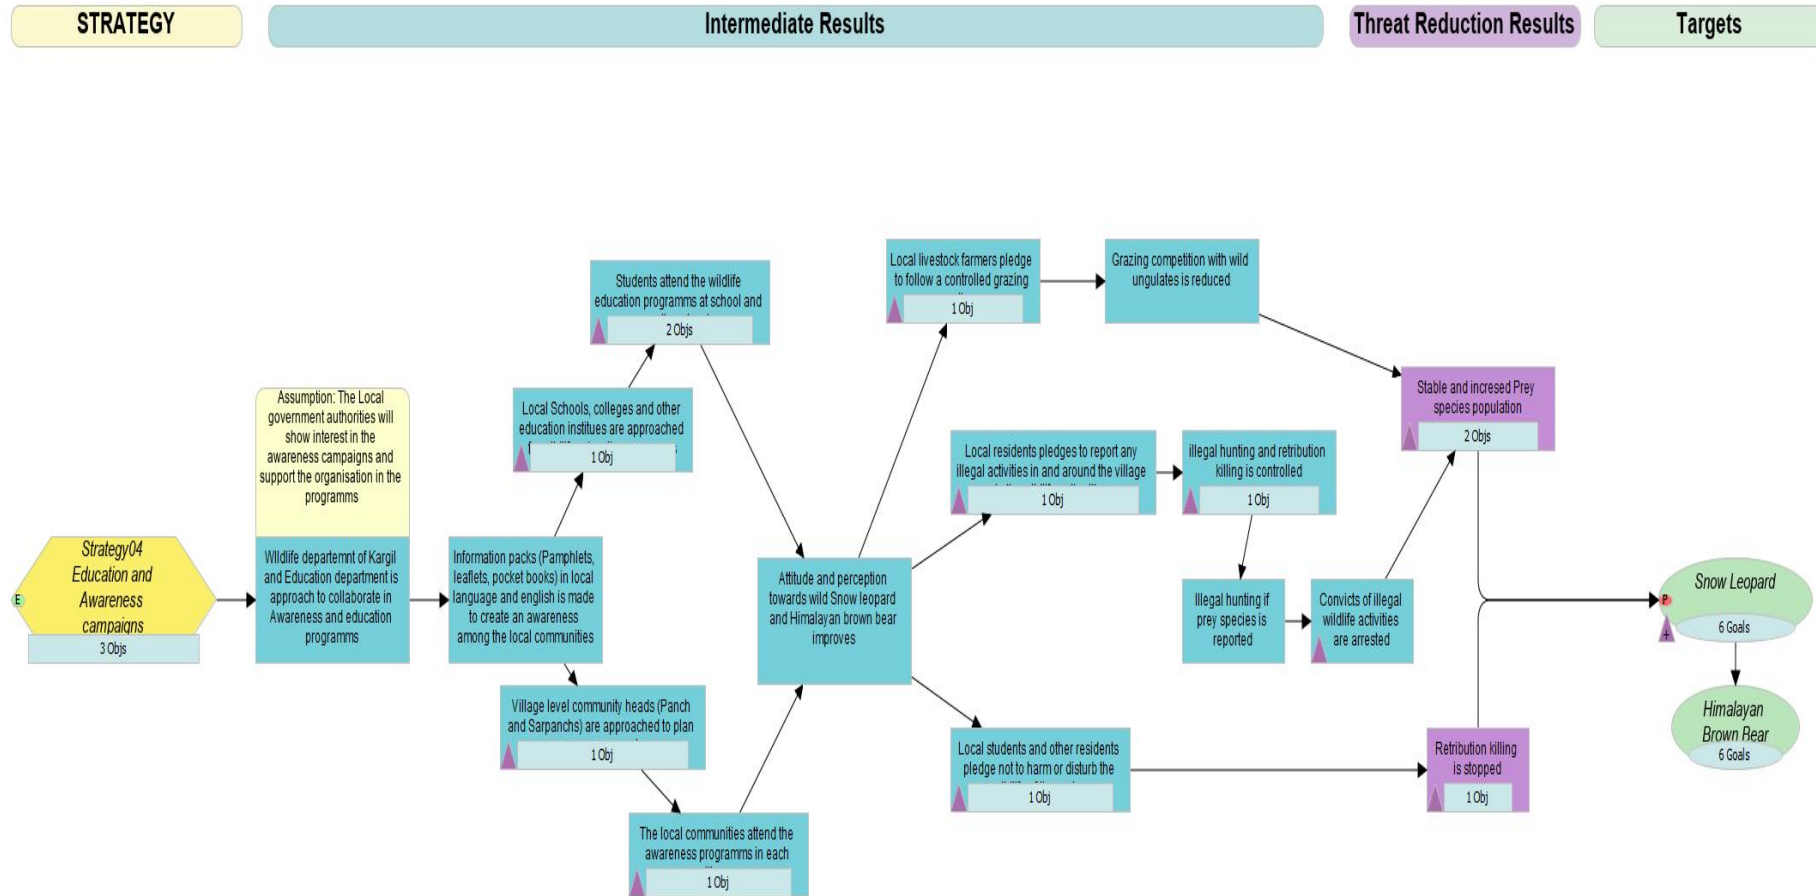 STRATEGY
Intermediate Results
Threat Reduction Results
Targets
Strategy04
Education and
Awareness
campaigns
3 Objs
E
Assumption: The Local
government authorities will
show interest in the
awareness campaigns and
support the organisation in the
programms
WIldlife departemnt of Kargil
and Education department is
approach to collaborate in
Awareness and education
programms
Information packs (Pamphlets,
leaflets, pocket books) in local
language and english is made
to create an awareness
among the local communities
Local Schools, colleges and other
education institues are approached
1 Obj
Students attend the wildlife
education programms at school and
2 Objs
Village level community heads (Panch
and Sarpanchs) are approached to plan
1 Obj
The local communities attend the
awareness programms in each
1 Obj
Attitude and perception
towards wild Snow leopard
and Himalayan brown bear
improves
Local livestock farmers pledge
to follow a controlled grazing
1 Obj
Grazing competition with wild
ungulates is reduced
Local residents pledges to report any
illegal activities in and around the village
1 Obj
illegal hunting and retribution
killing is controlled
1 Obj
Illegal hunting if
prey species is
reported
Convicts of illegal
wildlife activities
are arrested
Local students and other residents
pledge not to harm or disturb the
1 Obj
Stable and incresed Prey
species population
2 Objs
Retribution killing
is stopped
1 Obj
Snow Leopard
P
+
6 Goals
Himalayan
Brown Bear
6 Goals